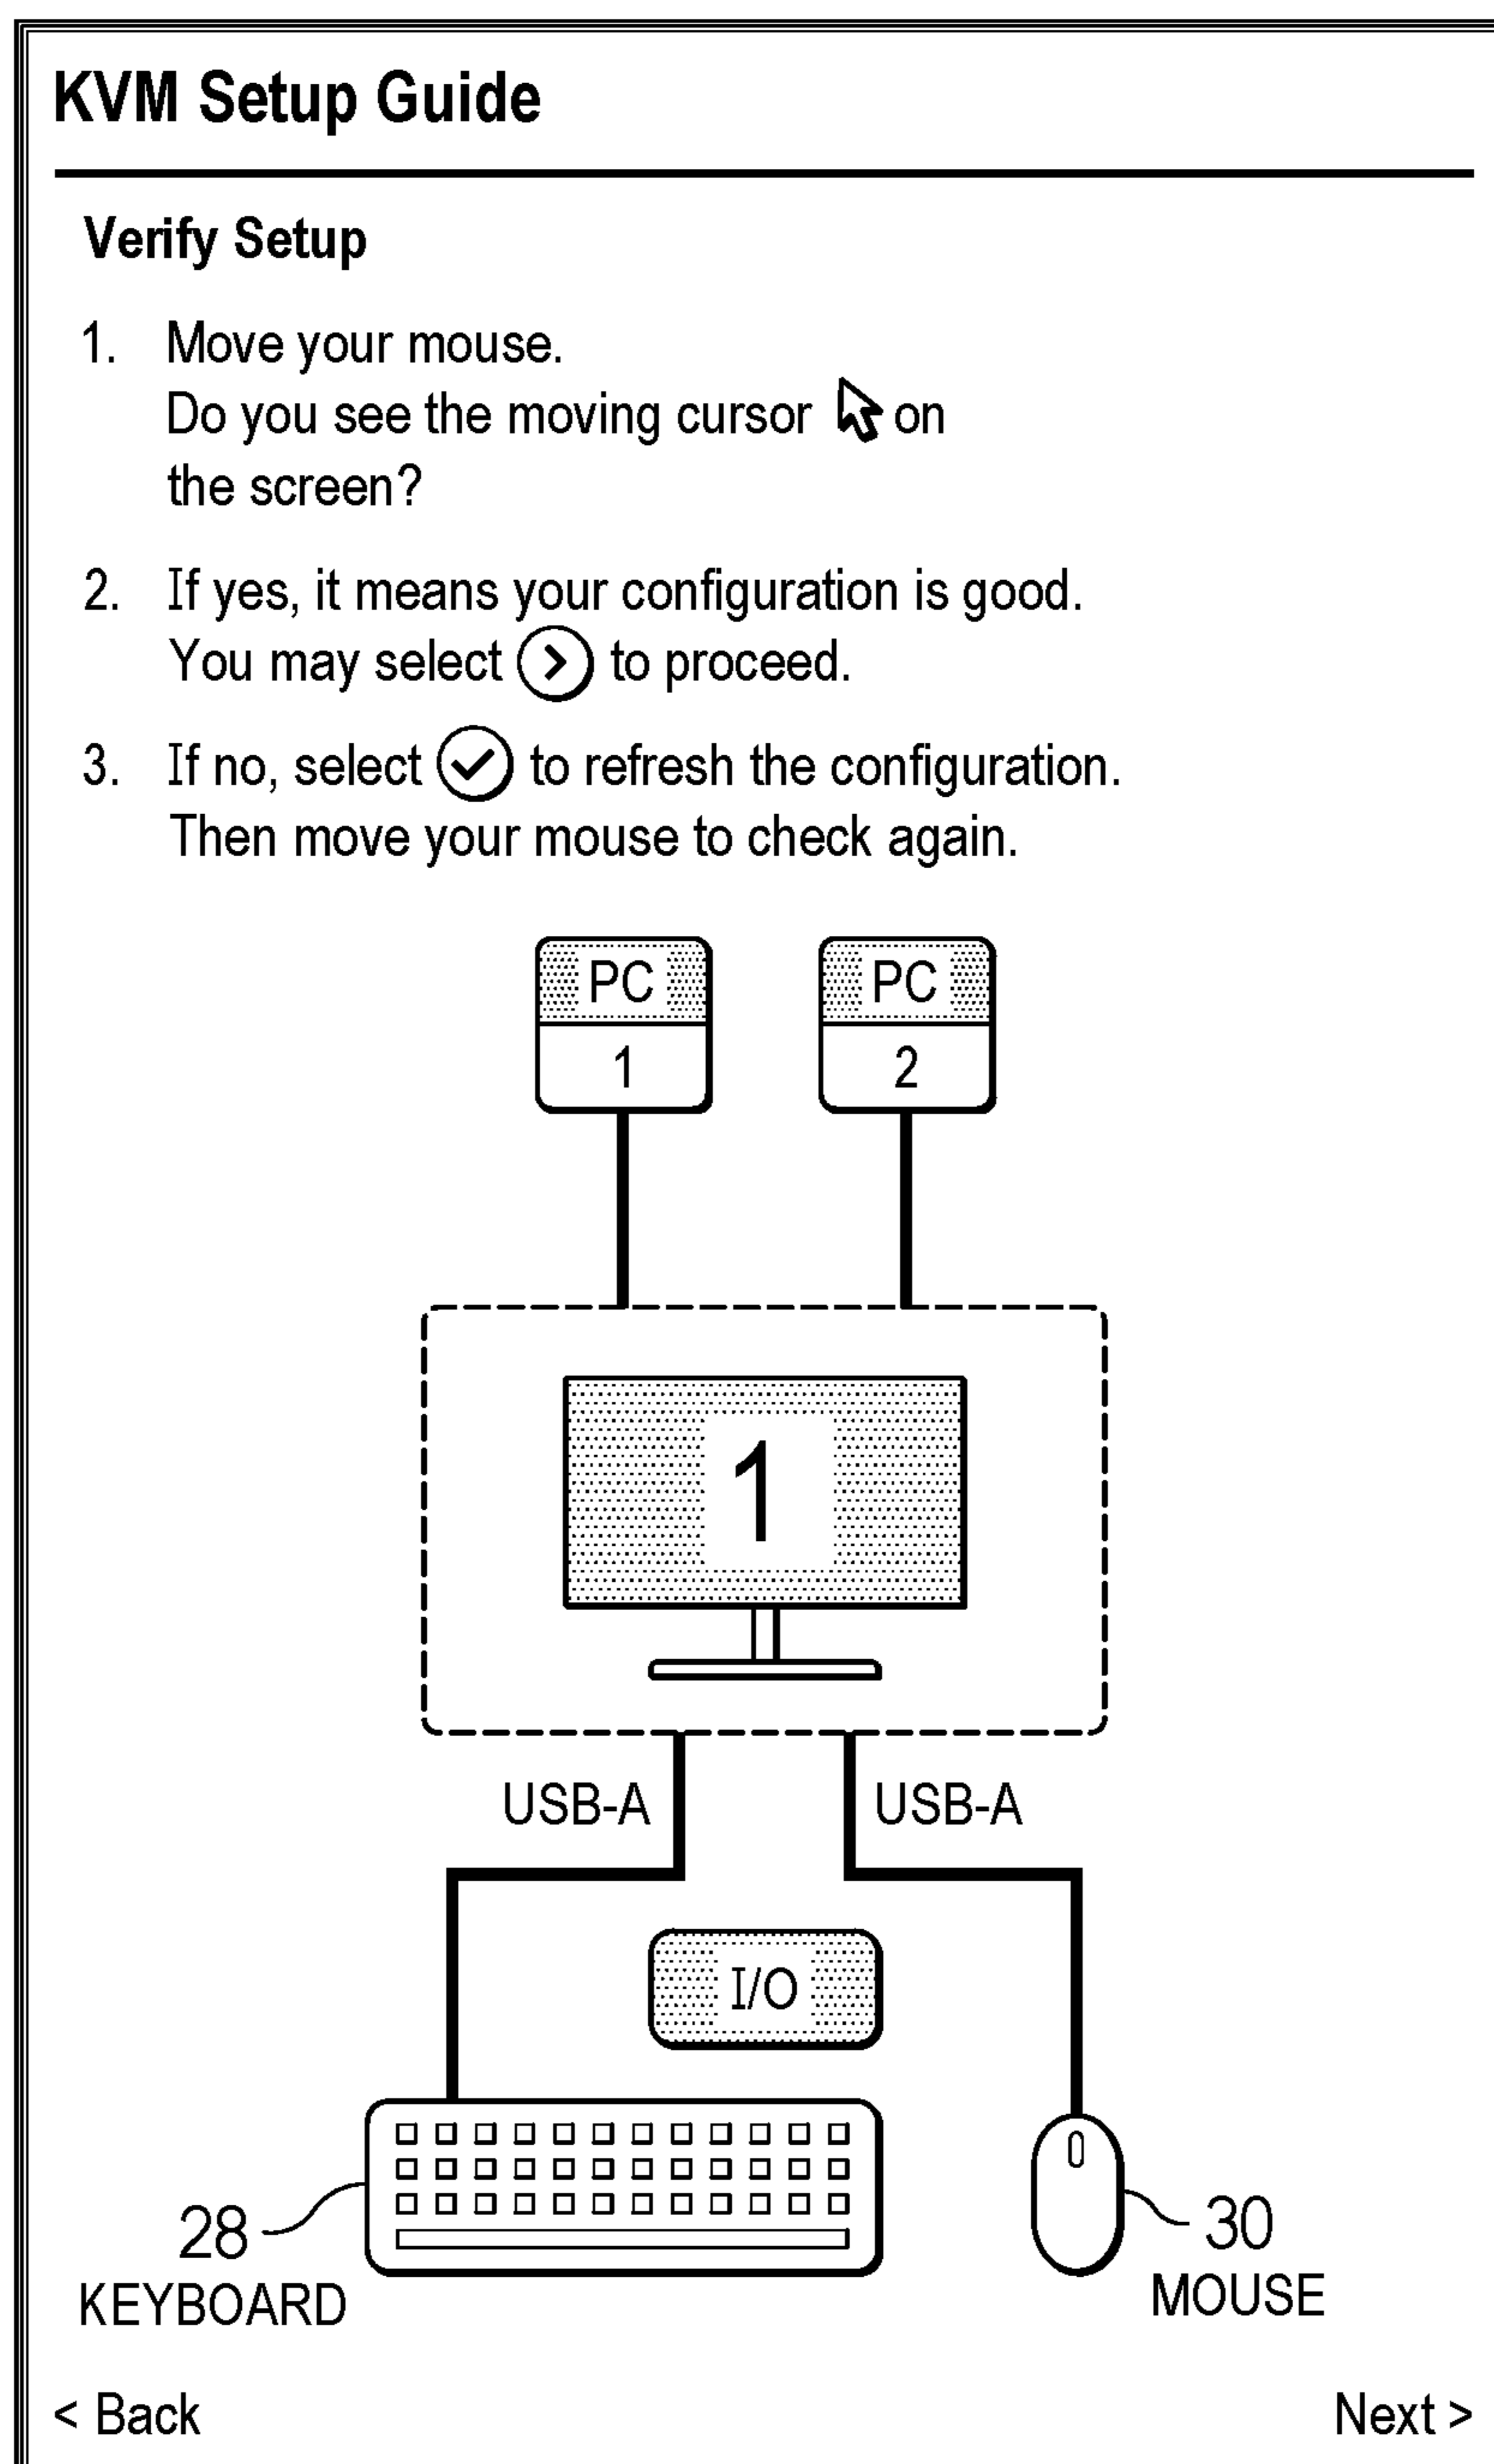 KVM Setup Guide
Verify Setup
1. Move your mouse.
Do you see the moving cursor on
the screen?
2. If yes, it means your configuration is good.
You may select > to proceed.
3. If no, select ✓ to refresh the configuration.
Then move your mouse to check again.
PC PC
1 2
1
USB-A USB-A
I/O
28 30
KEYBOARD MOUSE
< Back Next >